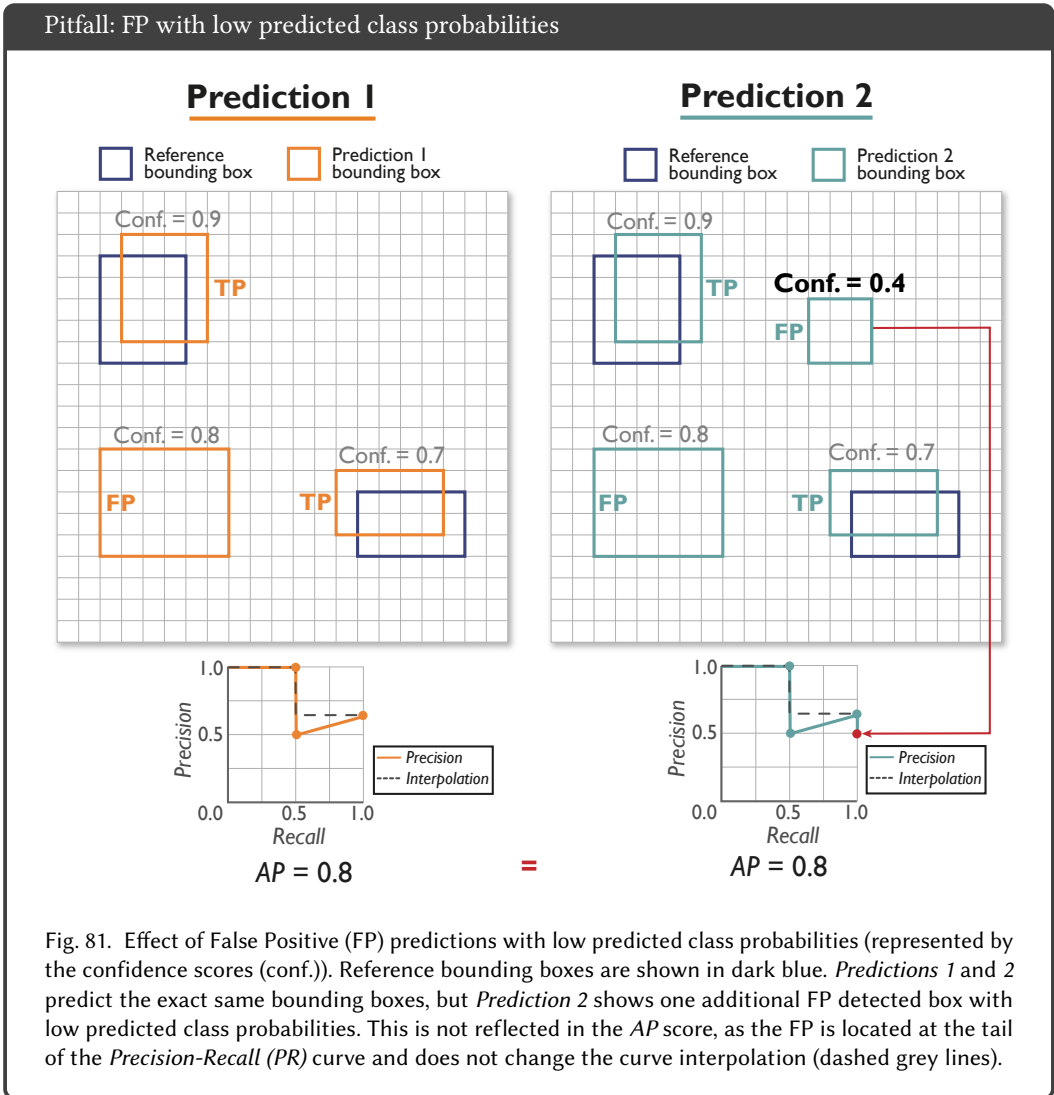 Pitfall: FP with low predicted class probabilities
Prediction 1
Reference
bounding box
Prediction 1
bounding box
Conf. = 0.9
TP
Conf. = 0.8
FP
Conf. = 0.7
TP
1.0
0.5
0.0
0.5
1.0
Precision
Recall
Precision
Interpolation
AP = 0.8
=
Prediction 2
Reference
bounding box
Prediction 2
bounding box
Conf. = 0.9
TP
Conf. = 0.4
FP
Conf. = 0.8
FP
Conf. = 0.7
TP
1.0
0.5
0.0
0.5
1.0
Precision
Recall
Precision
Interpolation
AP = 0.8
Fig. 81. Effect of False Positive (FP) predictions with low predicted class probabilities (represented by
the confidence scores (conf.)). Reference bounding boxes are shown in dark blue. Predictions 1 and 2
predict the exact same bounding boxes, but Prediction 2 shows one additional FP detected box with
low predicted class probabilities. This is not reflected in the AP score, as the FP is located at the tail
of the Precision-Recall (PR) curve and does not change the curve interpolation (dashed grey lines).